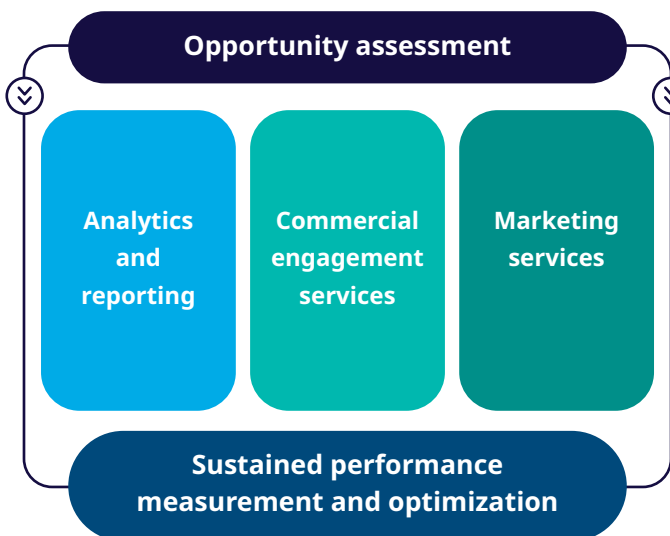 Opportunity assessment
Analytics
and
reporting
Commercial
engagement
services
Marketing
services
Sustained performance
measurement and optimization